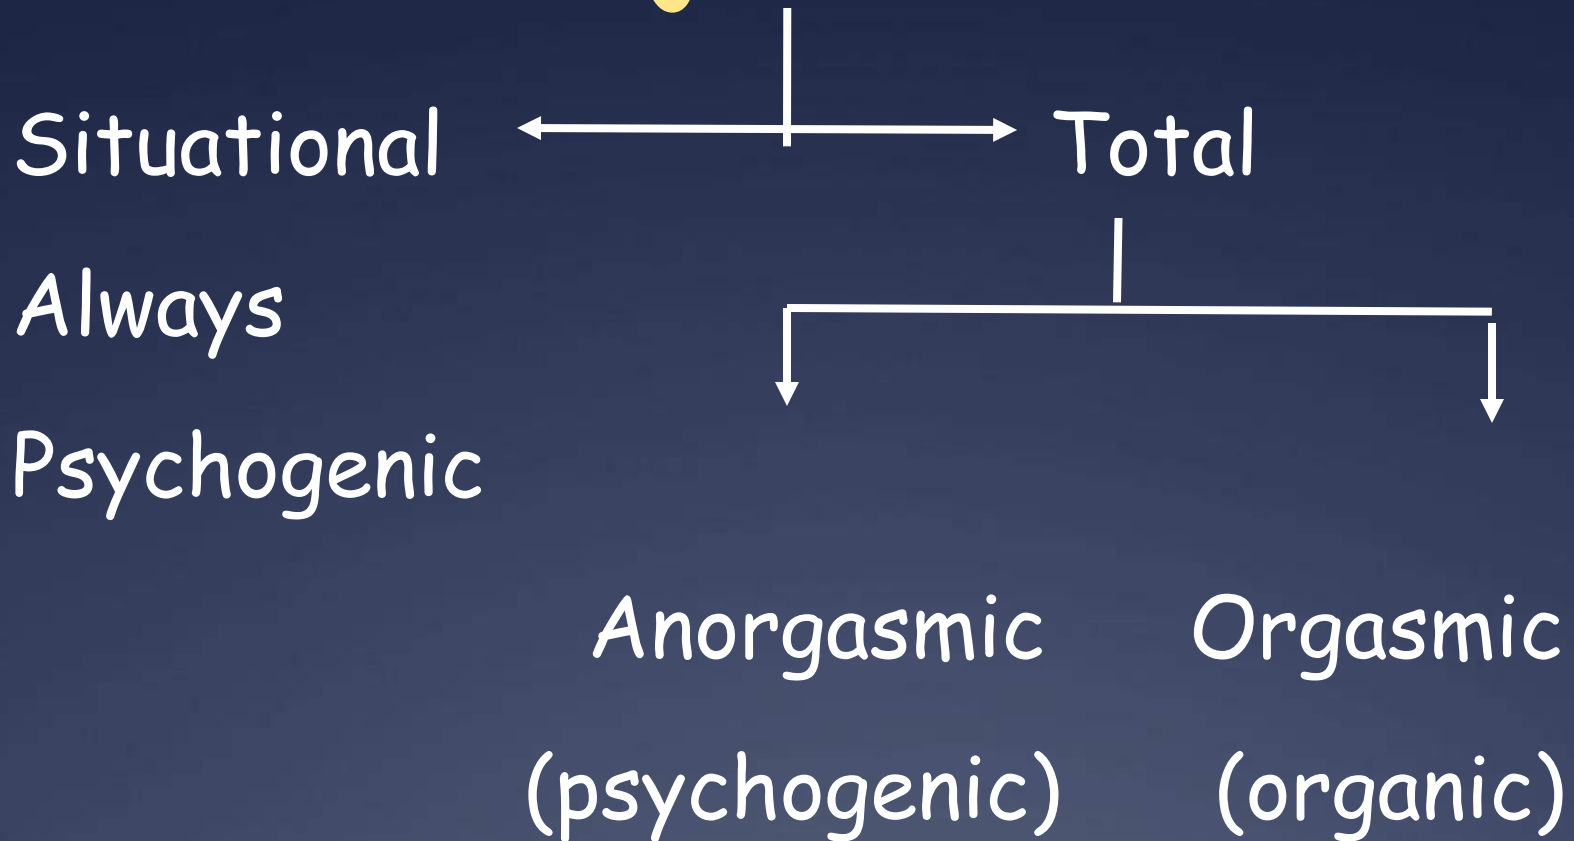 Situational Total
Always
Psychogenic
Anorgasmic Orgasmic
(psychogenic) (organic)